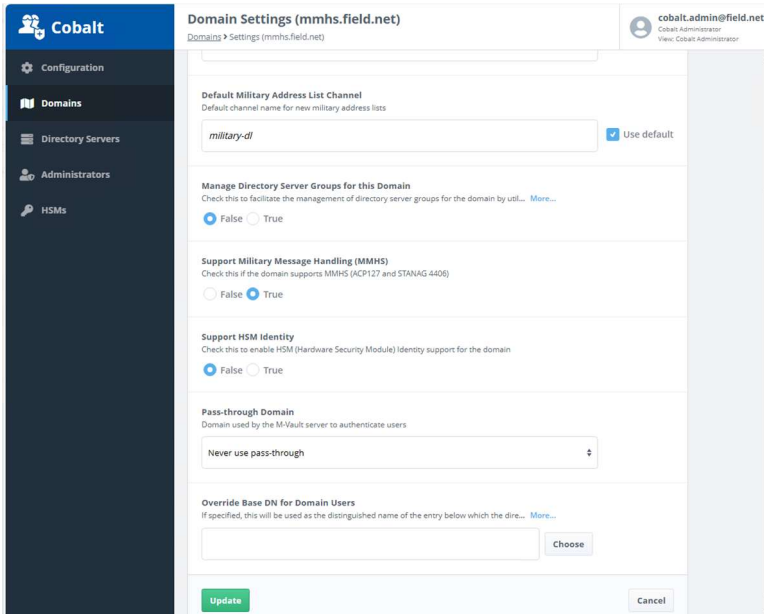 Cobalt
Domain Settings (mmhs.field.net)
Domains > Settings (mmhs.field.net)
cobalt.admin@field.net
Cobalt Administrator
View: Cobalt Administrator
Configuration
Domains
Directory Servers
Administrators
HSMs
Default Military Address List Channel
Default channel name for new military address lists
military-dl
Use default
Manage Directory Server Groups for this Domain
Check this to facilitate the management of directory server groups for the domain by util... More...
False True
Support Military Message Handling (MMHS)
Check this if the domain supports MMHS (ACP127 and STANAG 4406)
False True
Support HSM Identity
Check this to enable HSM (Hardware Security Module) Identity support for the domain
False True
Pass-through Domain
Domain used by the M-Vault server to authenticate users
Never use pass-through
Override Base DN for Domain Users
If specified, this will be used as the distinguished name of the entry below which the dire... More...
Choose
Update
Cancel